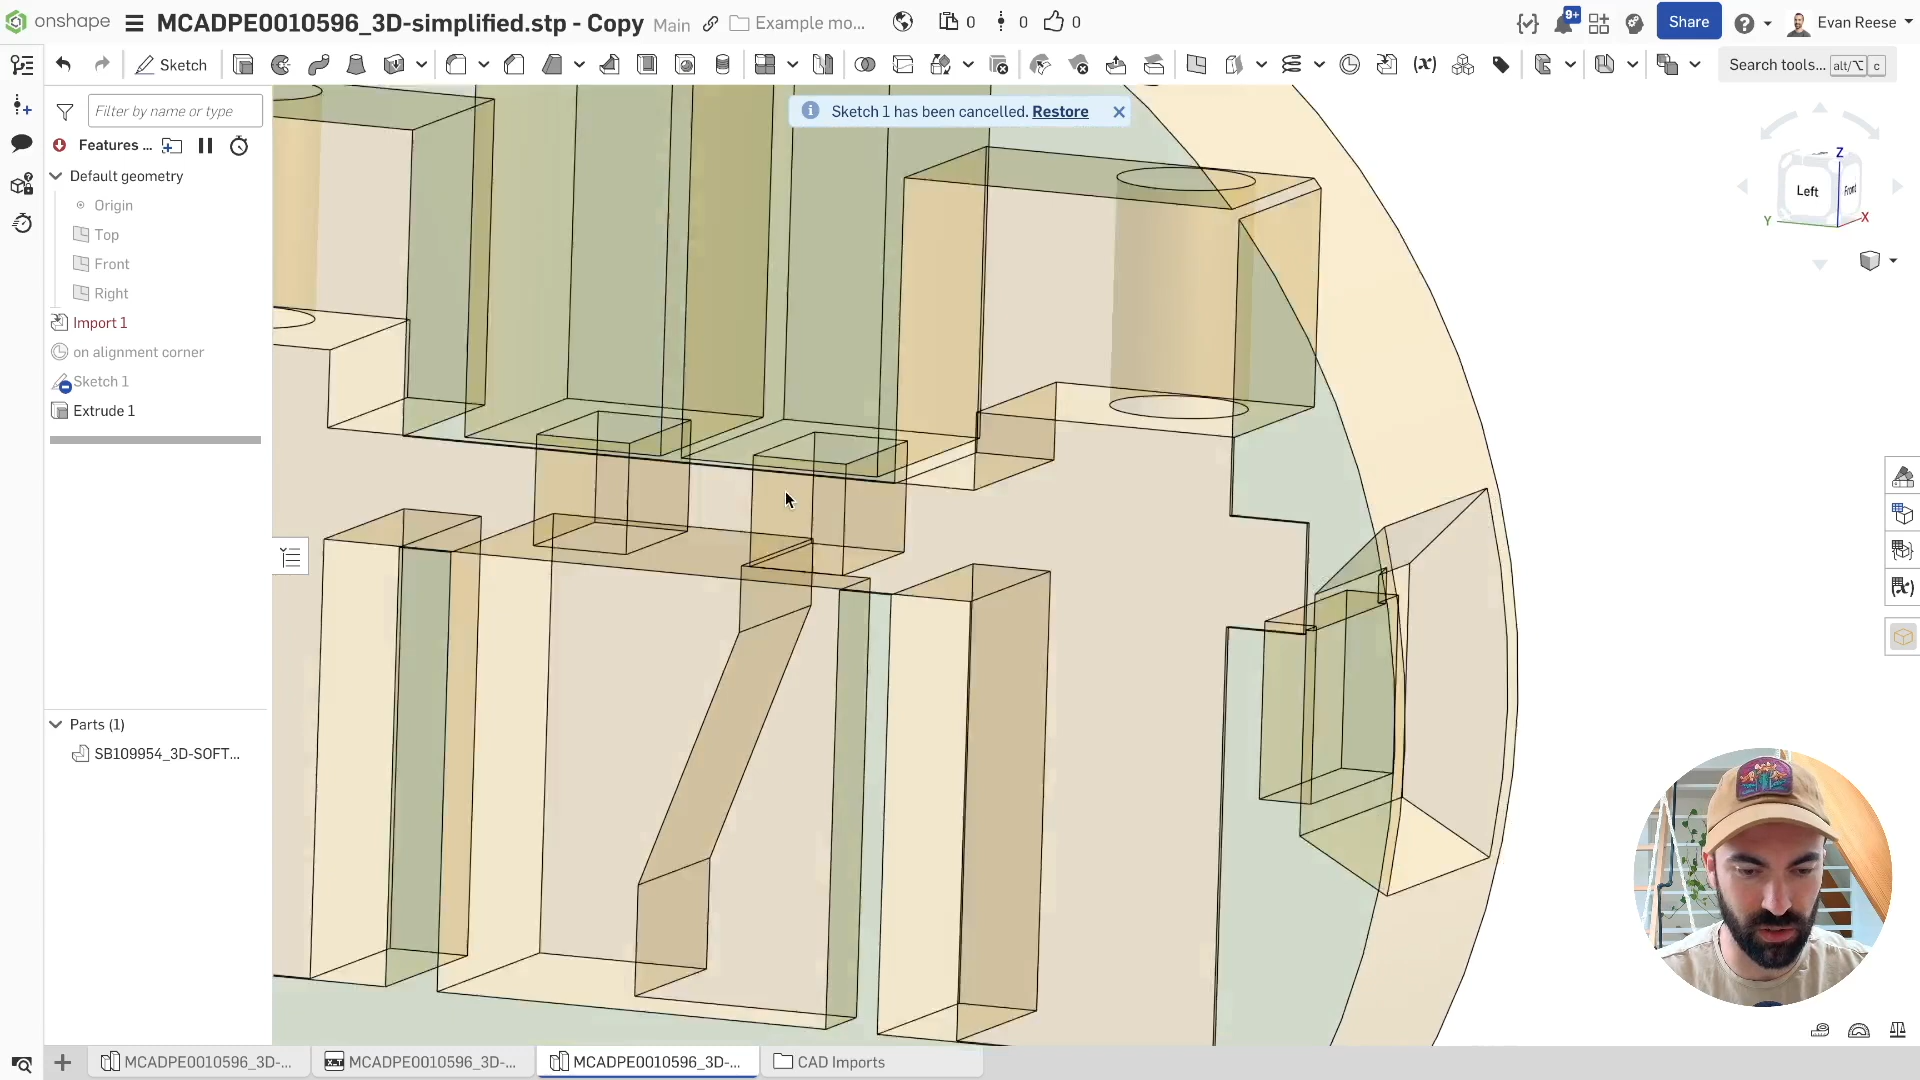 onshape MCADPE0010596_3D-simplified.stp - Copy Main Example mo... 0 0 0 9+ Share Evan Reese
Sketch (x) Search tools... alt/⌥ c
Filter by name or type
Sketch 1 has been cancelled. Restore
Features ...
Default geometry
Origin
Top
Front
Right
Import 1
on alignment corner
Sketch 1
Extrude 1
Z
Left Front
Y X
(x)
Parts (1)
SB109954_3D-SOFT...
MCADPE0010596_3D-... MCADPE0010596_3D-... MCADPE0010596_3D-... CAD Imports